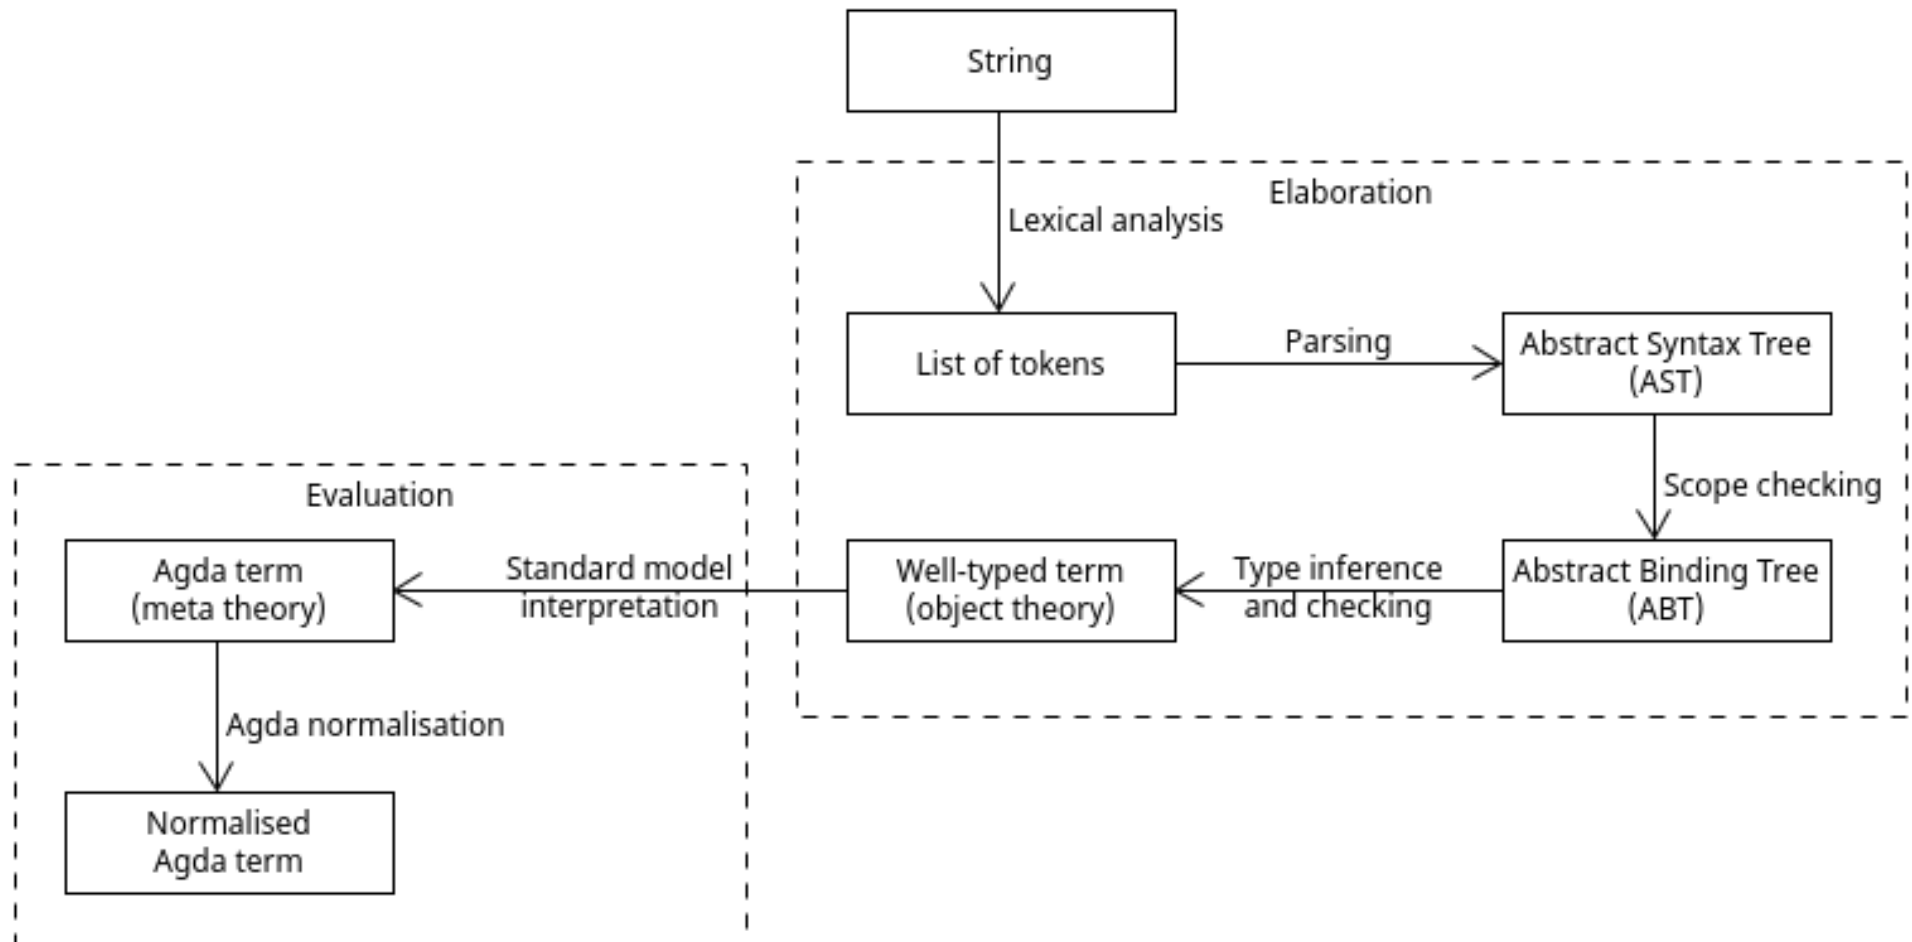 String
Elaboration
Lexical analysis
List of tokens
Parsing
Abstract Syntax Tree
(AST)
Scope checking
Abstract Binding Tree
(ABT)
Type inference
and checking
Well-typed term
(object theory)
Standard model
interpretation
Evaluation
Agda term
(meta theory)
Agda normalisation
Normalised
Agda term